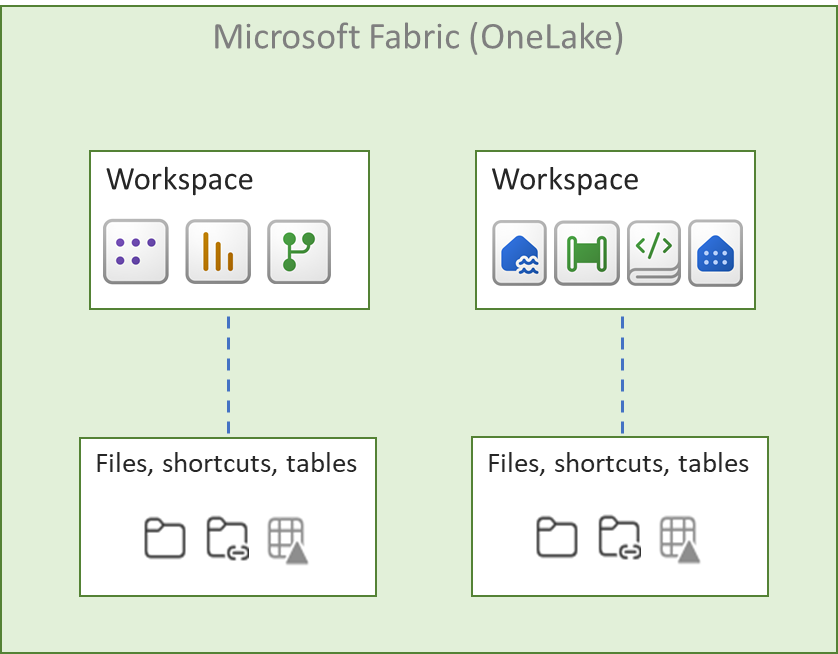 Microsoft Fabric (OneLake)
Workspace
Workspace
Files, shortcuts, tables
Files, shortcuts, tables